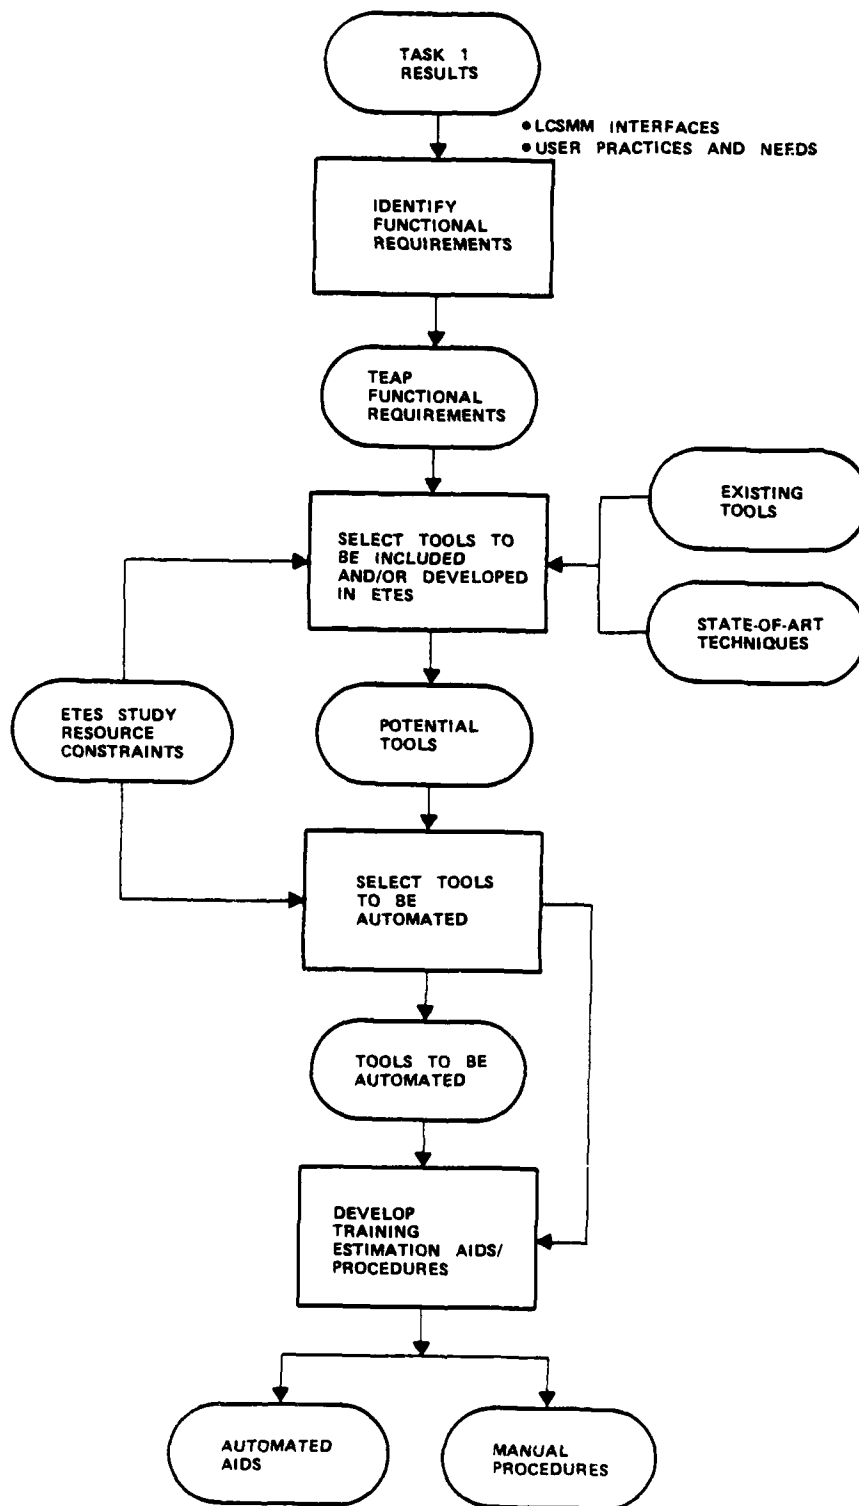 TASK 1
RESULTS
● LCSMM INTERFACES
● USER PRACTICES AND NEEDS
IDENTIFY
FUNCTIONAL
REQUIREMENTS
TEAP
FUNCTIONAL
REQUIREMENTS
SELECT TOOLS TO
BE INCLUDED
AND/OR DEVELOPED
IN ETES
EXISTING
TOOLS
STATE-OF-ART
TECHNIQUES
ETES STUDY
RESOURCE
CONSTRAINTS
POTENTIAL
TOOLS
SELECT TOOLS
TO BE
AUTOMATED
TOOLS TO BE
AUTOMATED
DEVELOP
TRAINING
ESTIMATION AIDS/
PROCEDURES
AUTOMATED
AIDS
MANUAL
PROCEDURES